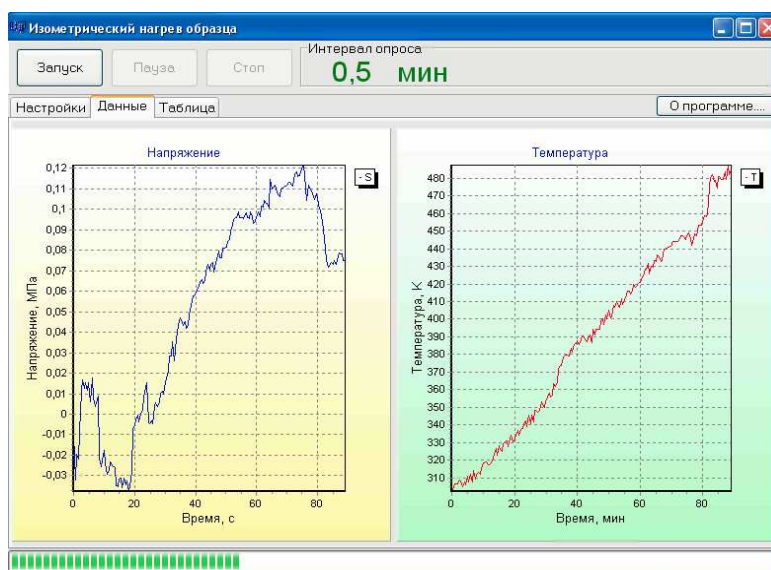 Изометрический нагрев образца
Запуск
Пауза
Стоп
Интервал опроса
0,5 мин
Настройки
Данные
Таблица
О программе....
Напряжение
0,12
0,11
0,1
0,09
0,08
0,07
0,06
0,05
0,04
0,03
0,02
0,01
0
-0,01
-0,02
-0,03
Напряжение, МПа
0 20 40 60 80
Время, с
- S
Температура
480
470
460
450
440
430
420
410
400
390
380
370
360
350
340
330
320
310
Температура, К
0 20 40 60 80
Время, мин
- T